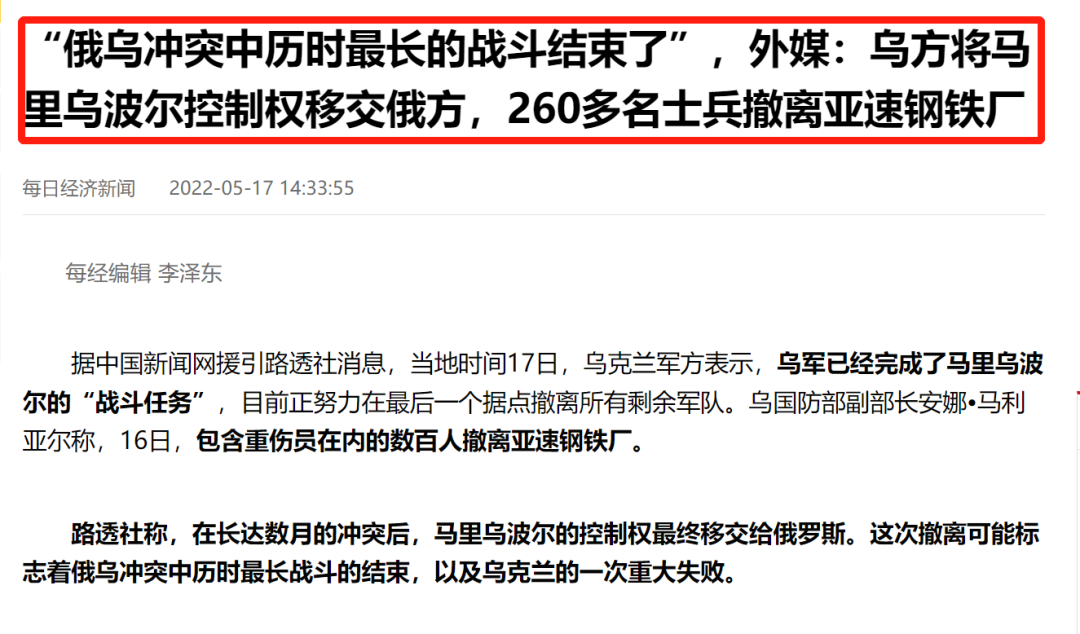 “俄乌冲突中历时最长的战斗结束了”，外媒：乌方将马
里乌波尔控制权移交俄方，260多名士兵撤离亚速钢铁厂
每日经济新闻 2022-05-17 14:33:55
每经编辑 李泽东
据中国新闻网援引路透社消息，当地时间17日，乌克兰军方表示，乌军已经完成了马里乌波
尔的“战斗任务”，目前正努力在最后一个据点撤离所有剩余军队。乌国防部副部长安娜•马利
亚尔称，16日，包含重伤员在内的数百人撤离亚速钢铁厂。
路透社称，在长达数月的冲突后，马里乌波尔的控制权最终移交给俄罗斯。这次撤离可能标
志着俄乌冲突中历时最长战斗的结束，以及乌克兰的一次重大失败。